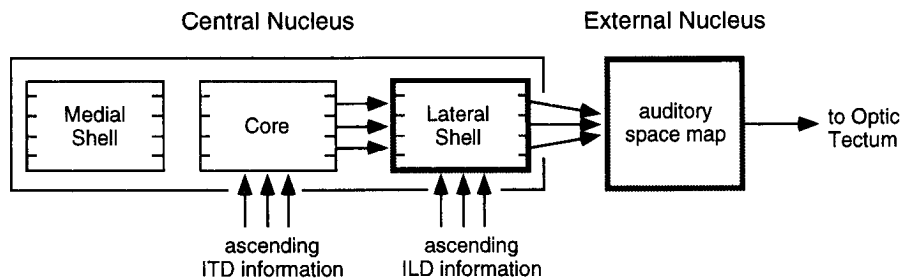 Central Nucleus
External Nucleus
Medial
Shell
Core
Lateral
Shell
auditory
space map
to Optic
Tectum
ascending
ITD information
ascending
ILD information